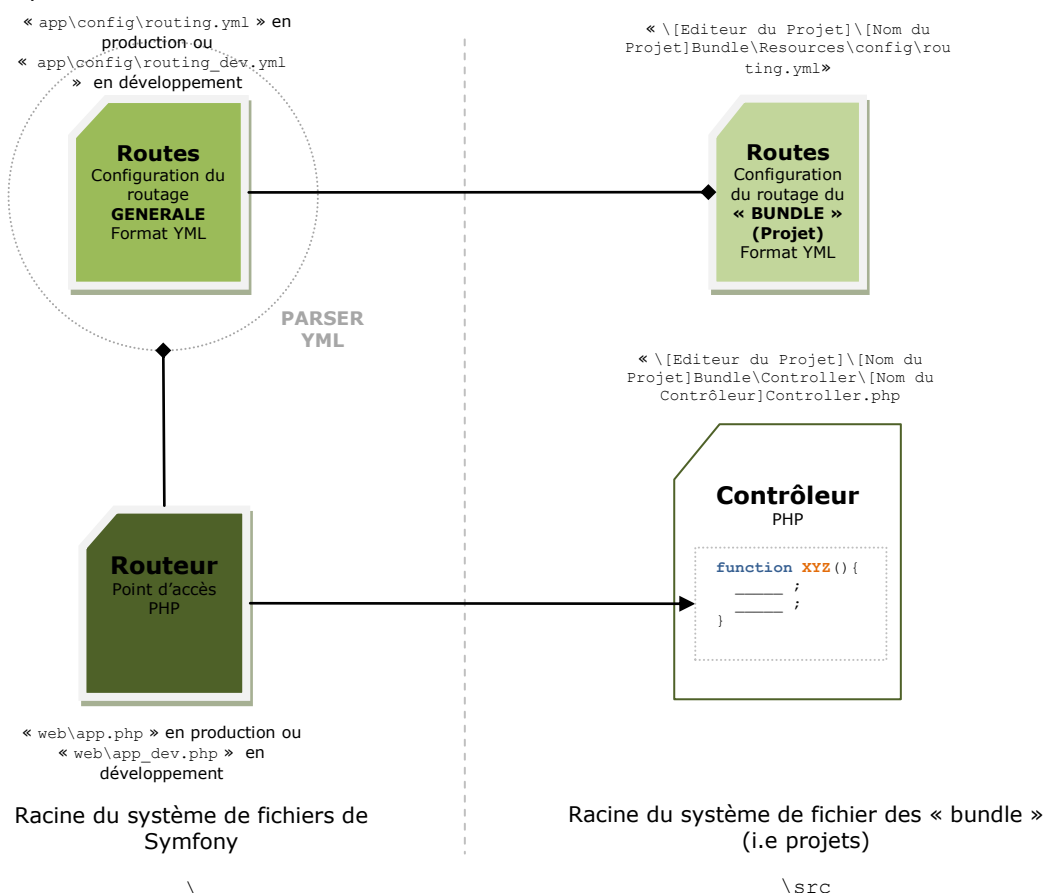 « app\config\routing.yml » en
production ou
« app\config\routing_dev.yml
» en développement
Routes
Configuration du
routage
GENERALE
Format YML
PARSER
YML
« \[Editeur du Projet]\[Nom du
Projet]Bundle\Resources\config\rou
ting.yml»
Routes
Configuration
du routage du
« BUNDLE »
(Projet)
Format YML
« \[Editeur du Projet]\[Nom du
Projet]Bundle\Controller\[Nom du
Contrôleur]Controller.php
Contrôleur
PHP
function XYZ(){
_____ ;
_____ ;
}
Routeur
Point d’accès
PHP
« web\app.php » en production ou
« web\app_dev.php » en
développement
Racine du système de fichiers de
Symfony
\
Racine du système de fichier des « bundle »
(i.e projets)
\src